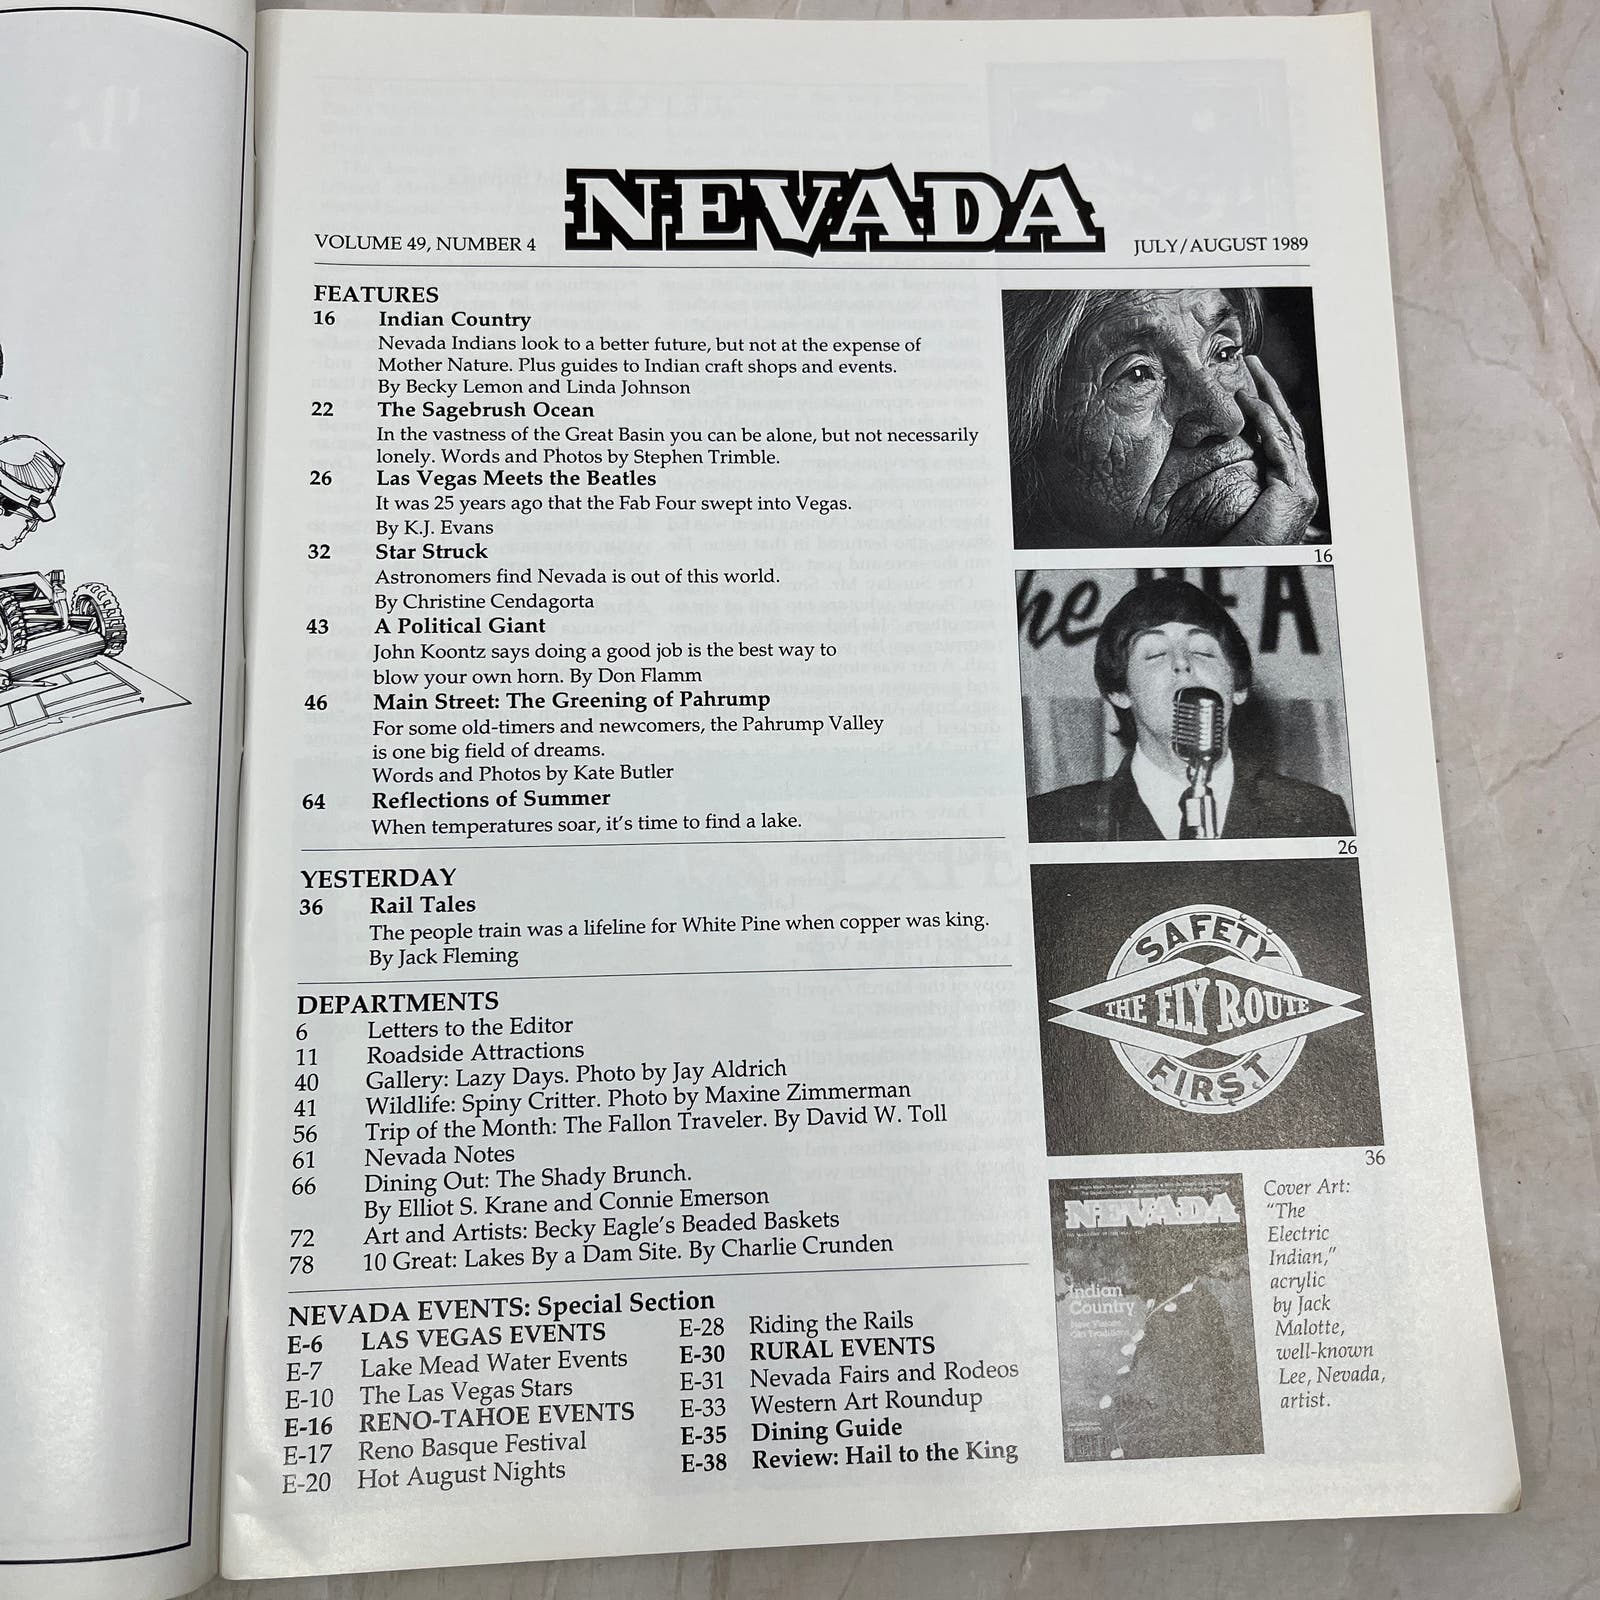 NEVADA
VOLUME 49, NUMBER 4
JULY/AUGUST 1989
FEATURES
16 Indian Country
Nevada Indians look to a better future, but not at the expense of
Mother Nature. Plus guides to Indian craft shops and events.
By Becky Lemon and Linda Johnson
22 The Sagebrush Ocean
In the vastness of the Great Basin you can be alone, but not necessarily
lonely. Words and Photos by Stephen Trimble.
26 Las Vegas Meets the Beatles
It was 25 years ago that the Fab Four swept into Vegas.
By K.J. Evans
32 Star Struck
Astronomers find Nevada is out of this world.
By Christine Cendagorta
43 A Political Giant
John Koontz says doing a good job is the best way to
blow your own horn. By Don Flamm
46 Main Street: The Greening of Pahrump
For some old-timers and newcomers, the Pahrump Valley
is one big field of dreams.
Words and Photos by Kate Butler
64 Reflections of Summer
When temperatures soar, it's time to find a lake.
YESTERDAY
36 Rail Tales
The people train was a lifeline for White Pine when copper was king.
By Jack Fleming
DEPARTMENTS
6 Letters to the Editor
11 Roadside Attractions
40 Gallery: Lazy Days. Photo by Jay Aldrich
41 Wildlife: Spiny Critter. Photo by Maxine Zimmerman
56 Trip of the Month: The Fallon Traveler. By David W. Toll
61 Nevada Notes
66 Dining Out: The Shady Brunch.
By Elliot S. Krane and Connie Emerson
72 Art and Artists: Becky Eagle's Beaded Baskets
78 10 Great: Lakes By a Dam Site. By Charlie Crunden
NEVADA EVENTS: Special Section
E-6 LAS VEGAS EVENTS
E-7 Lake Mead Water Events
E-10 The Las Vegas Stars
E-16 RENO-TAHOE EVENTS
E-17 Reno Basque Festival
E-20 Hot August Nights
E-28 Riding the Rails
E-30 RURAL EVENTS
E-31 Nevada Fairs and Rodeos
E-33 Western Art Roundup
E-35 Dining Guide
E-38 Review: Hail to the King
16
he BEA
26
SAFETY
THE ELY ROUTE
FIRST
36
NEVADA
Indian
Country
Cover Art:
"The
Electric
Indian,"
acrylic
by Jack
Malotte,
well-known
Lee, Nevada,
artist.